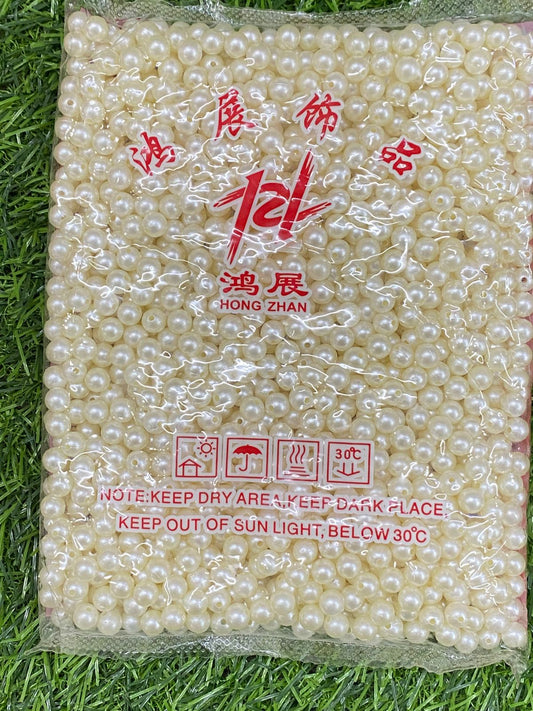 鸿展饰品
鸿展
HONG ZHAN
30℃
NOTE:KEEP DRY AREA,KEEP DARK PLACE,
KEEP OUT OF SUN LIGHT, BELOW 30℃